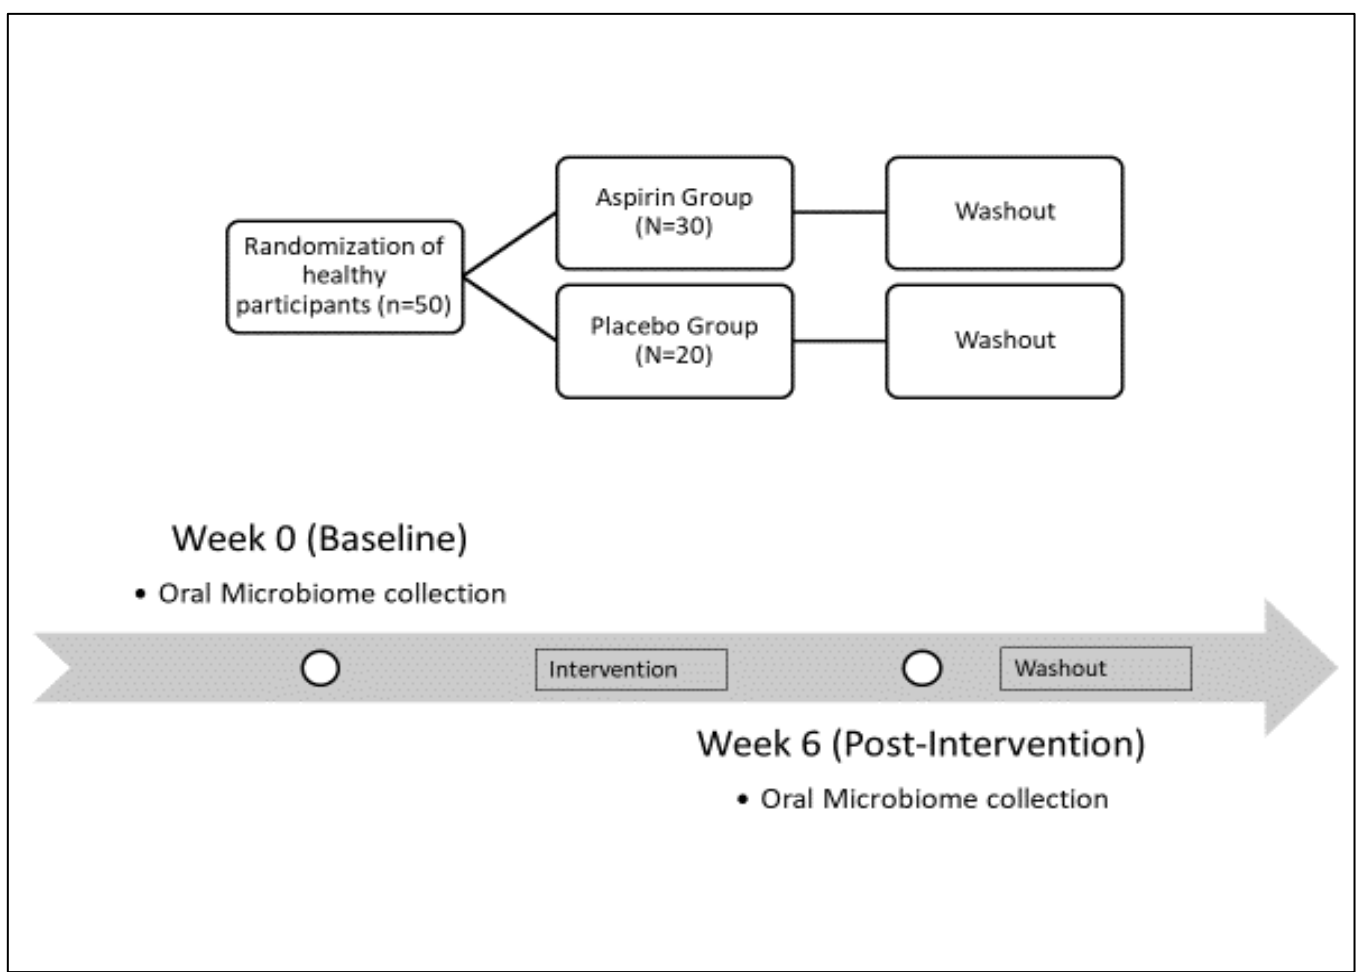 Randomization of
healthy
participants (n=50)
Aspirin Group
(N=30)
Washout
Placebo Group
(N=20)
Washout
Week 0 (Baseline)
• Oral Microbiome collection
Intervention
Washout
Week 6 (Post-Intervention)
• Oral Microbiome collection